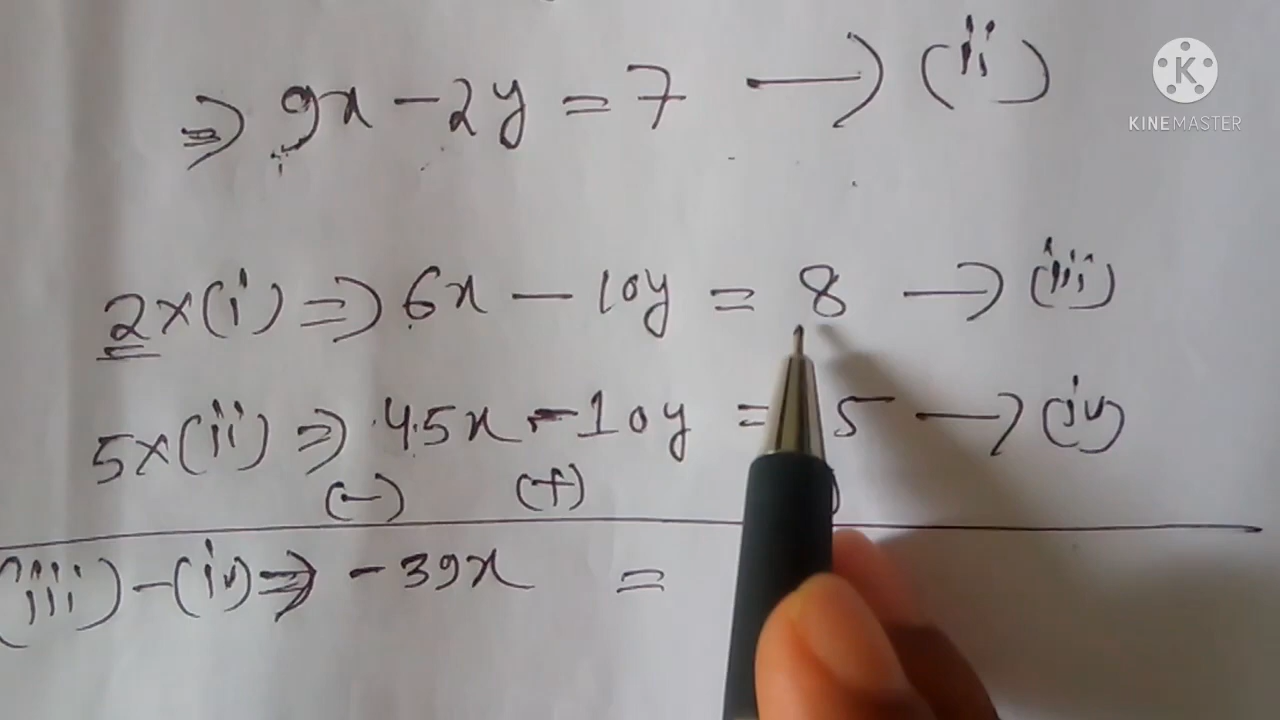 ⇒ 9x - 2y = 7 → (ii)
K
KINEMASTER
2×(i) ⇒ 6x - 10y = 8 → (iii)
5×(ii) ⇒ 45x - 10y = 5 → (iv)
(-) (+) )
(iii) - (iv) ⇒ -39x =